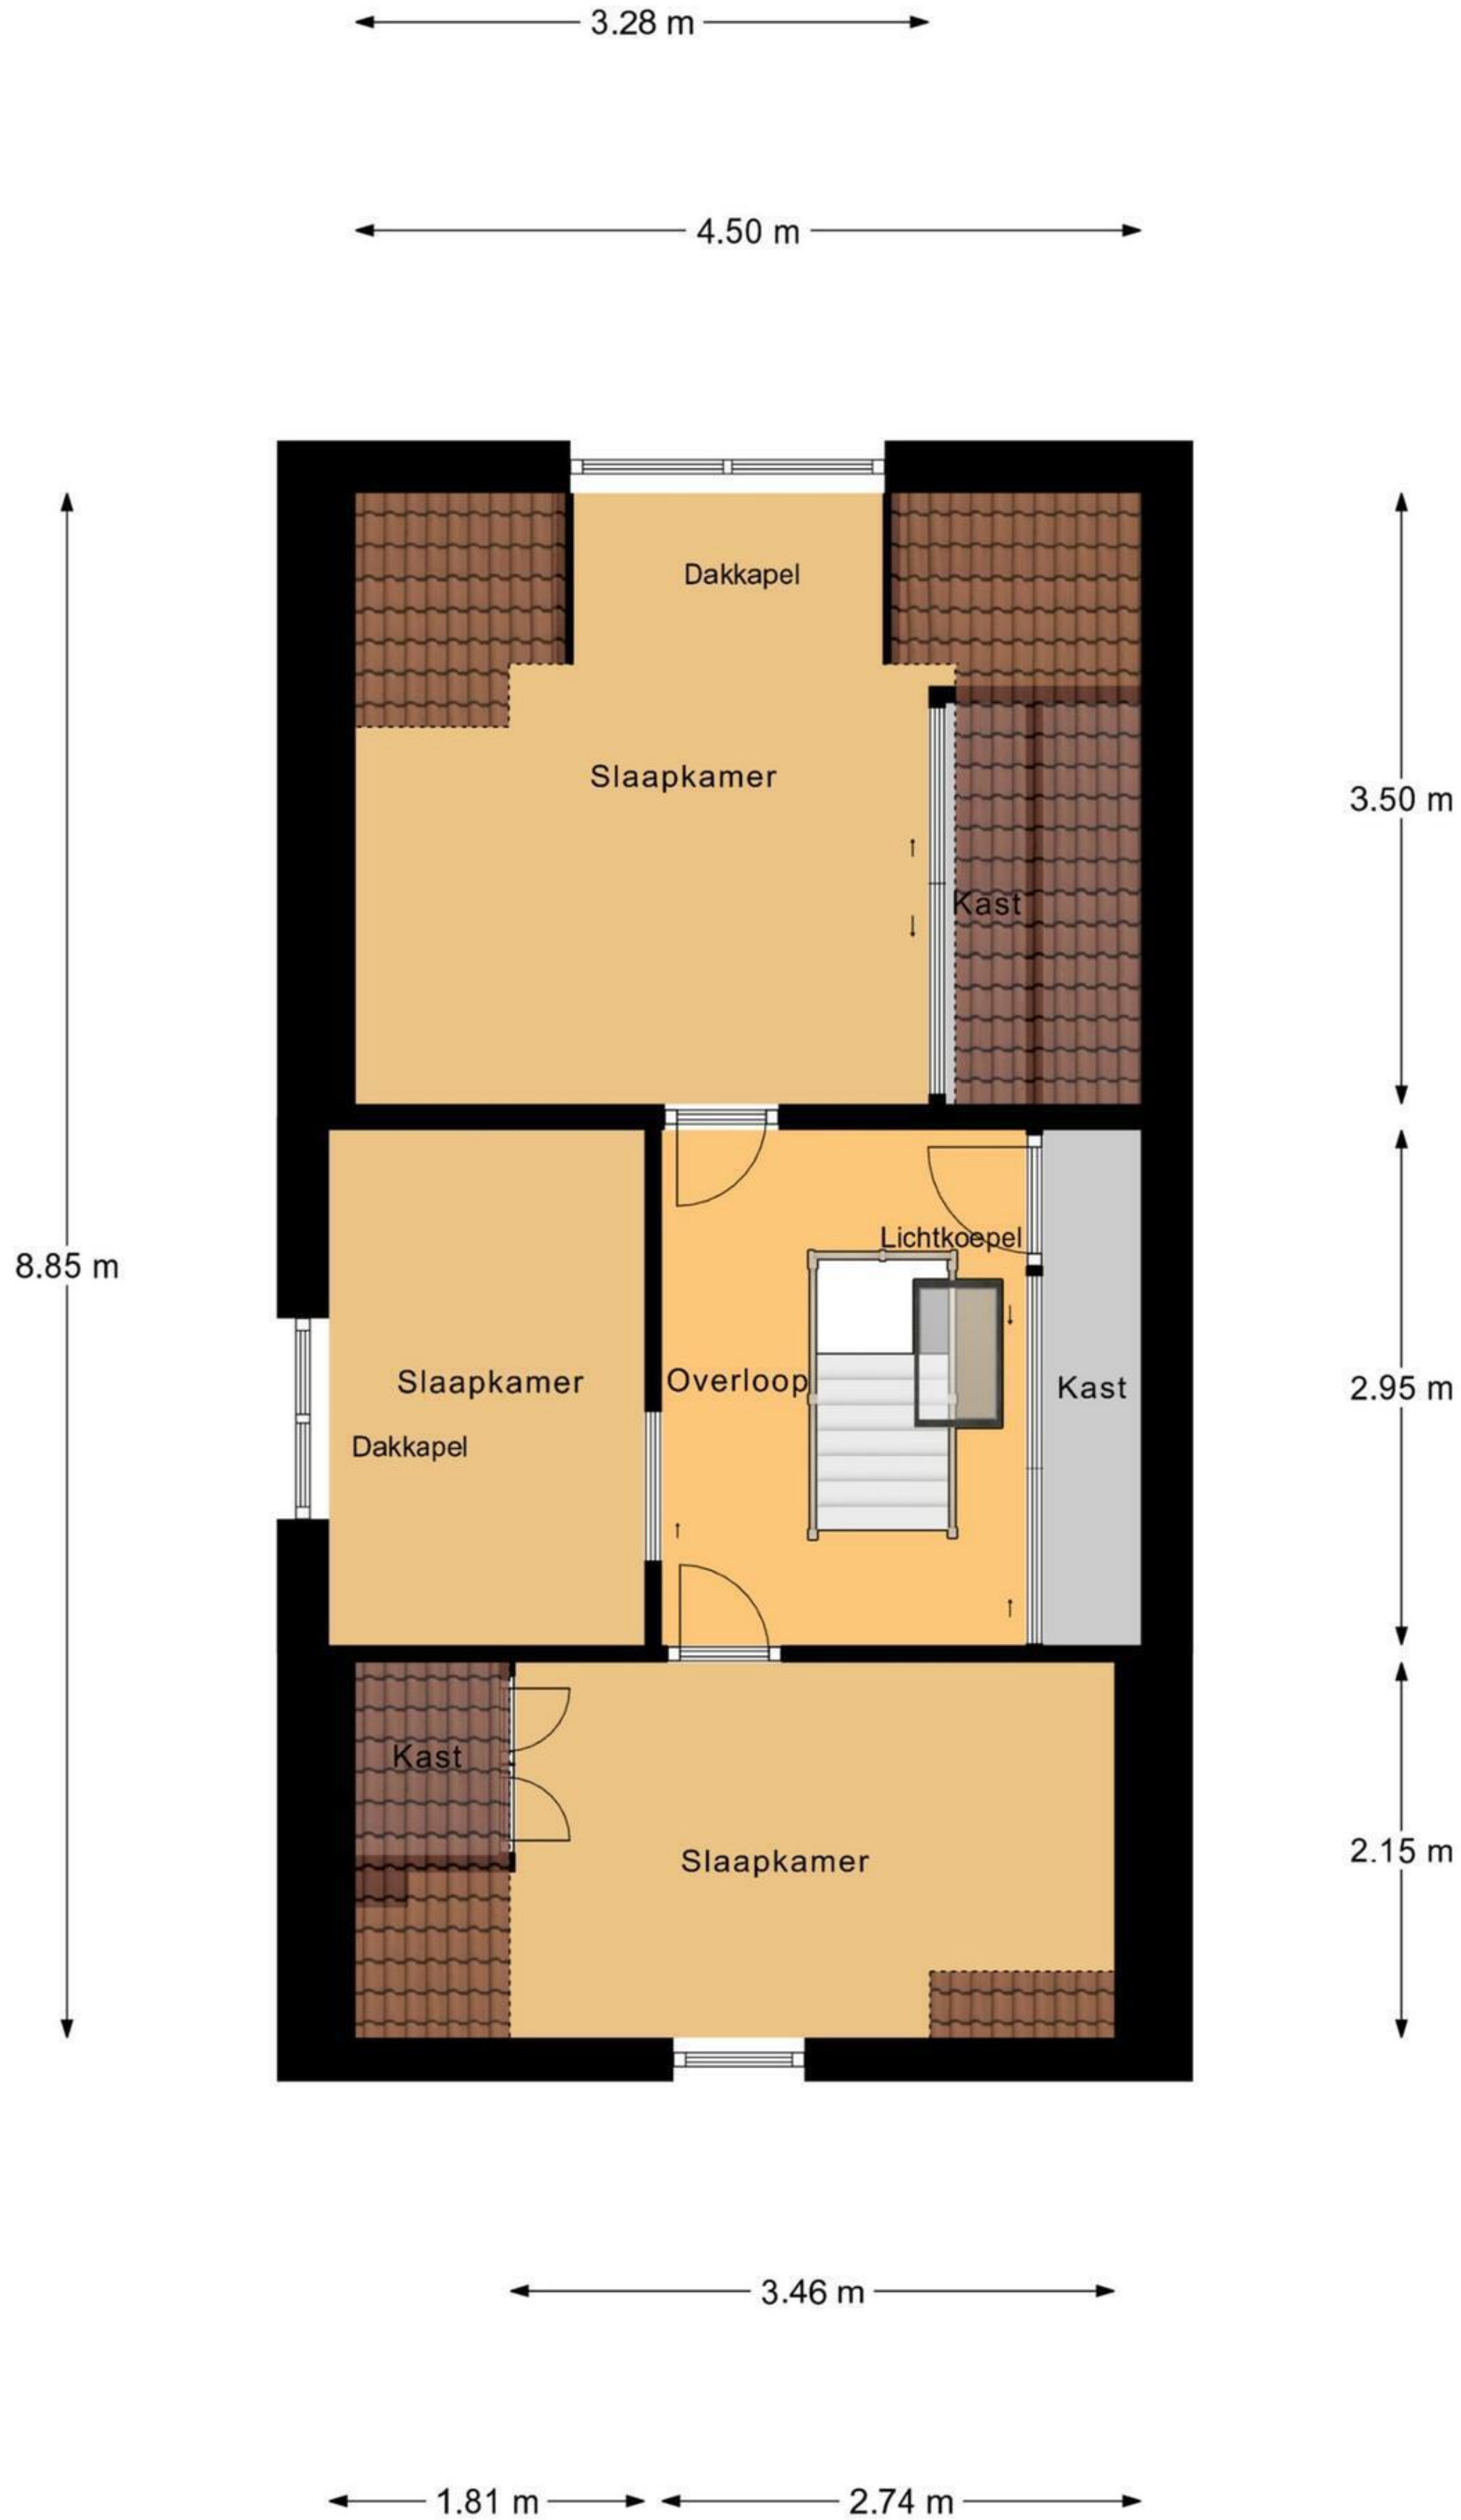 3.28 m
4.50 m
Dakkapel
Slaapkamer
3.50 m
Kast
Lichtkoepel
8.85 m
Slaapkamer
Overloop
Kast
2.95 m
Dakkapel
Kast
Slaapkamer
2.15 m
3.46 m
1.81 m
2.74 m